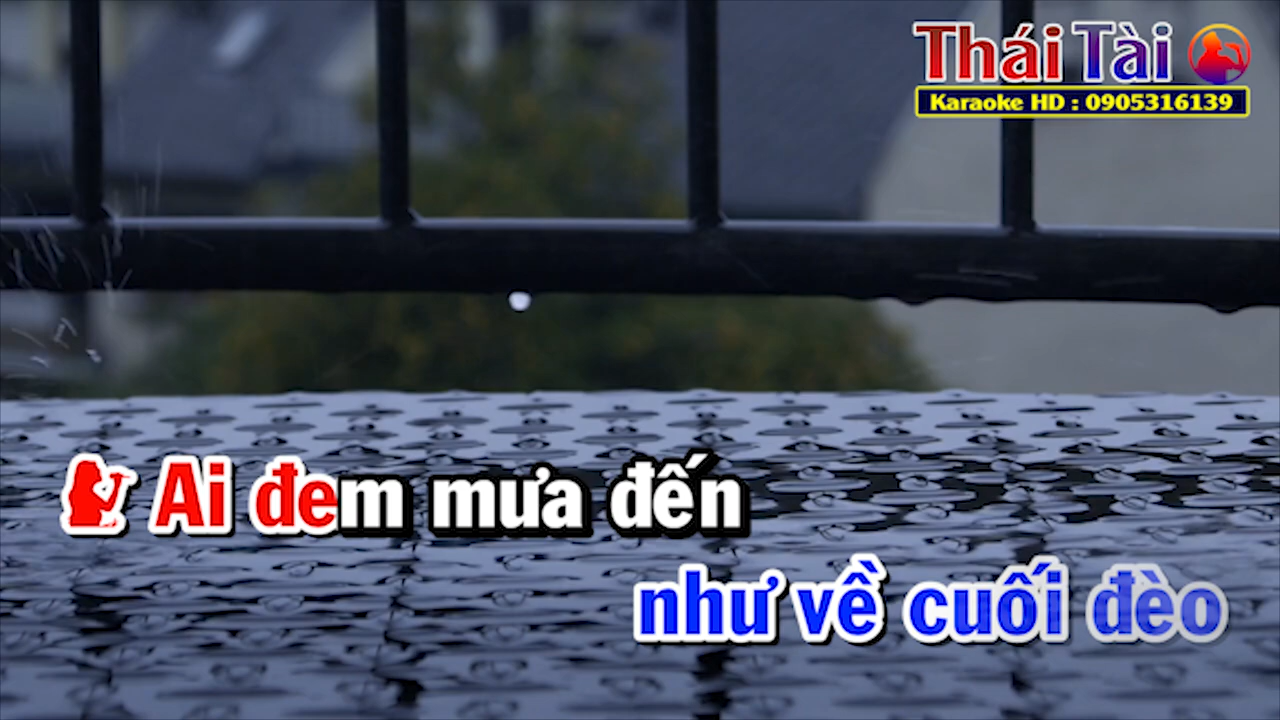 Thái Tài
Karaoke HD : 0905316139
Ai đem mưa đến
như về cuối đèo